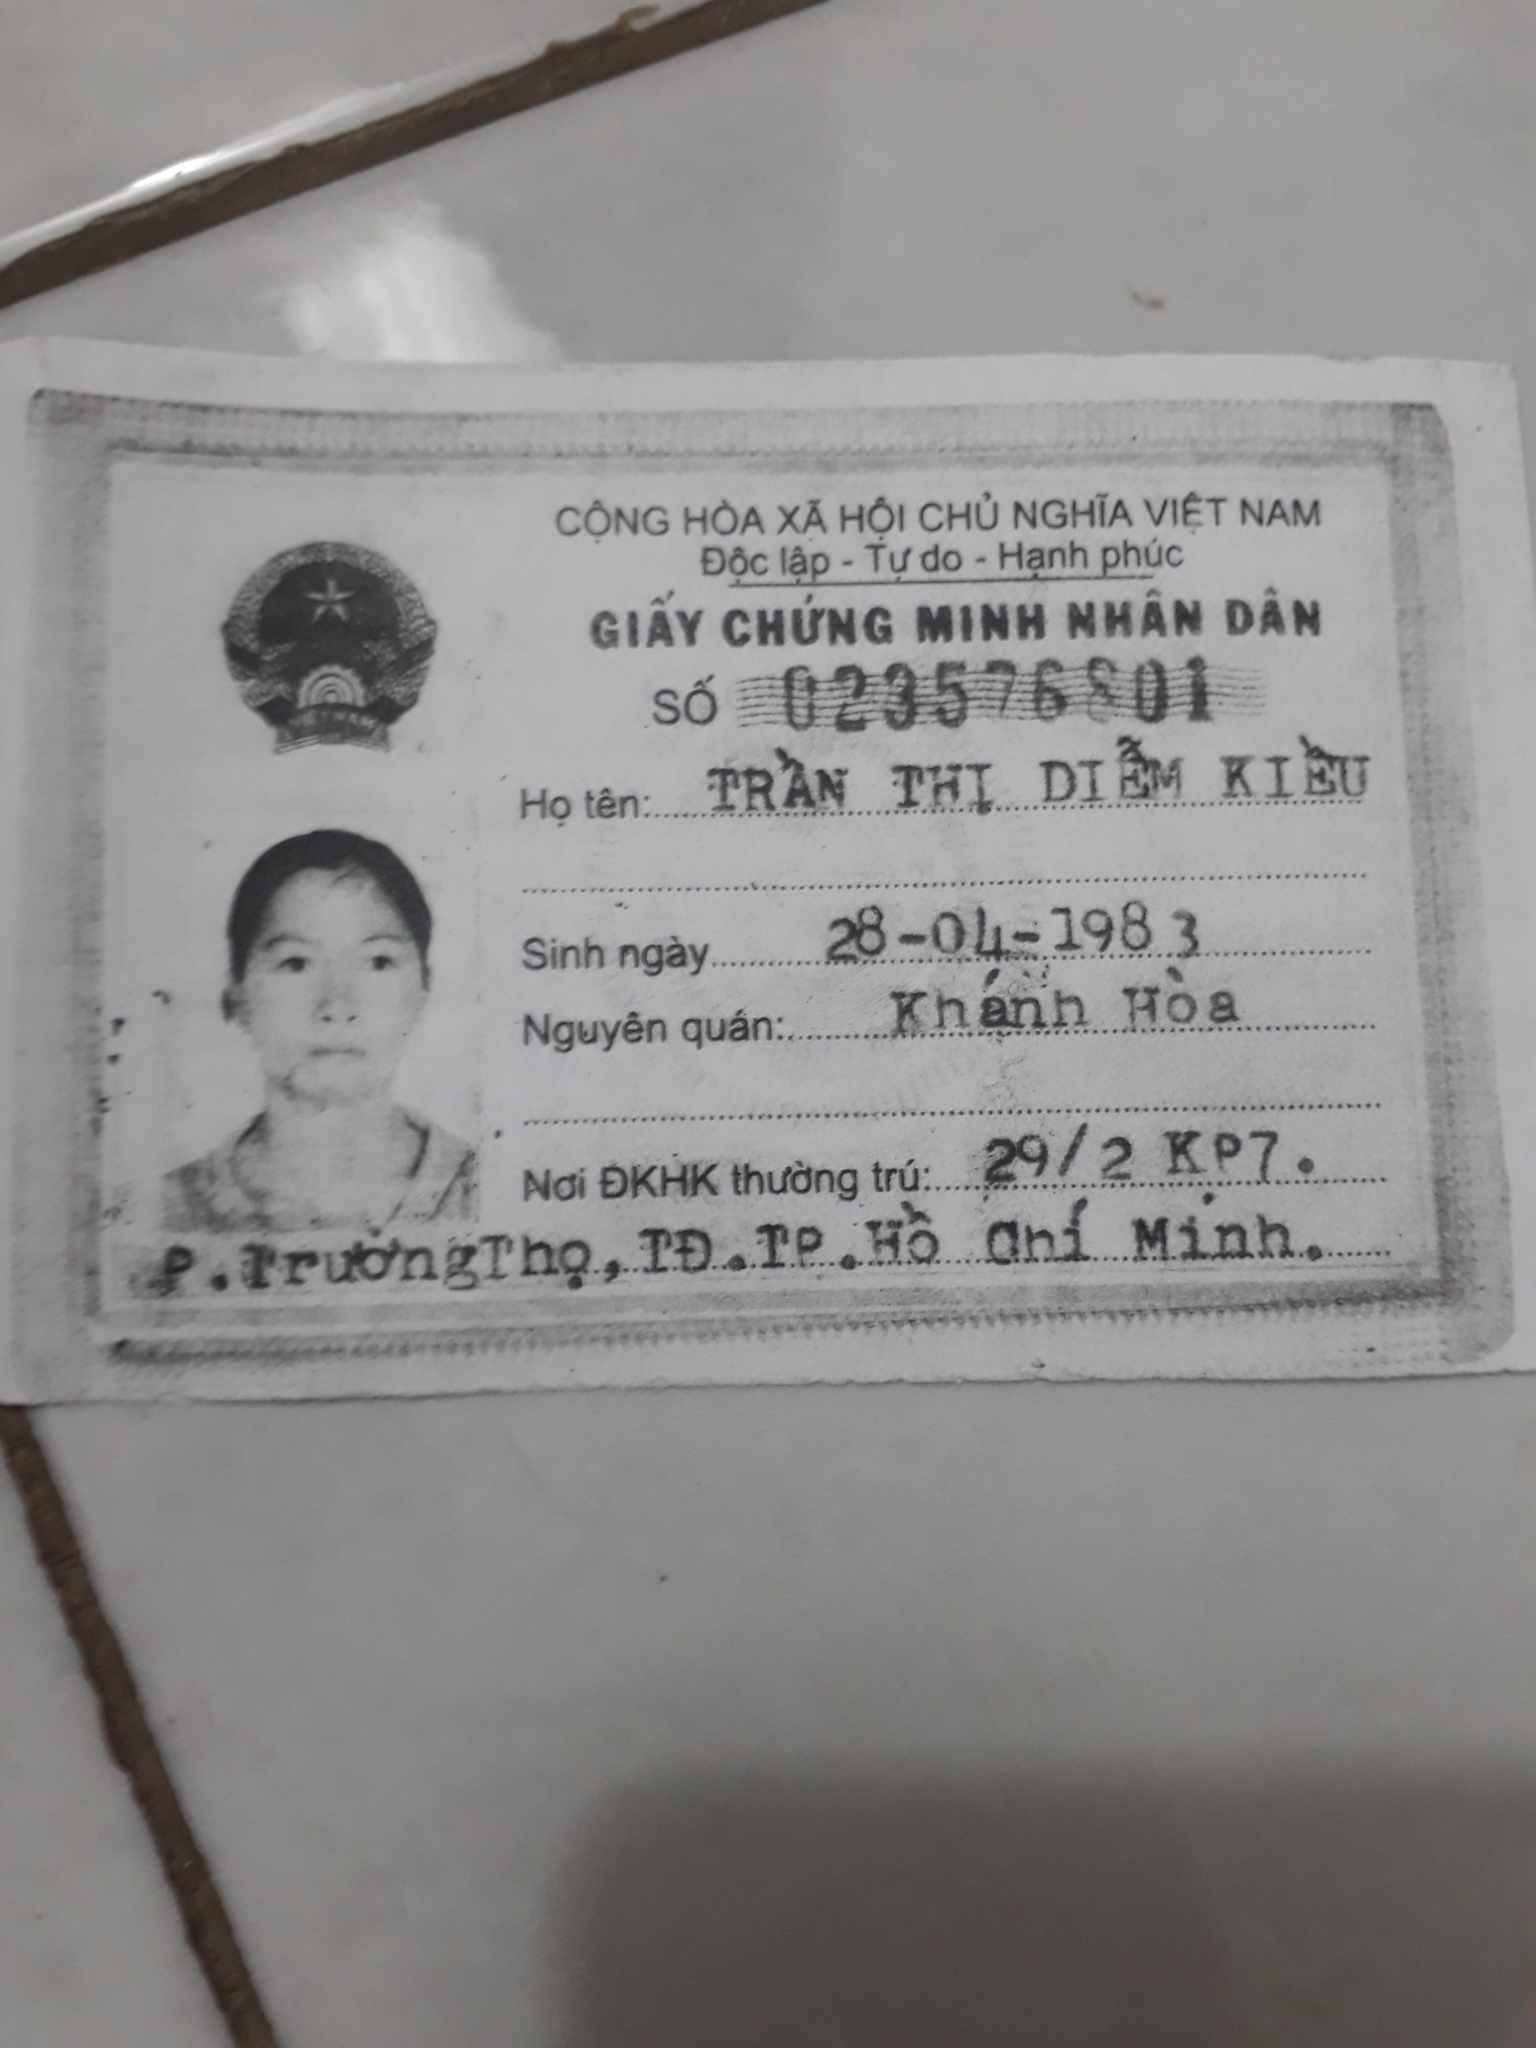 CỘNG HÒA XÃ HỘI CHỦ NGHĨA VIỆT NAM
Độc lập - Tự do - Hạnh phúc
GIẤY CHỨNG MINH NHÂN DÂN
SỐ 023576801
Họ tên: TRẦN THỊ DIỄM KIỀU
Sinh ngày 28-04-1983
Nguyên quán: Khánh Hòa
Nơi ĐKHK thường trú: 29/2 KP7.
P.TrườngThọ,TĐ.TP.Hồ Chí Minh.